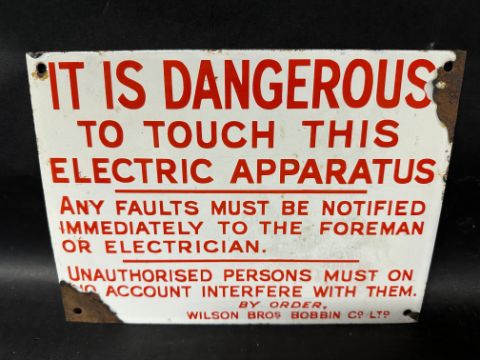 IT IS DANGEROUS
TO TOUCH THIS
ELECTRIC APPARATUS
ANY FAULTS MUST BE NOTIFIED
IMMEDIATELY TO THE FOREMAN
OR ELECTRICIAN.
UNAUTHORISED PERSONS MUST ON
NO ACCOUNT INTERFERE WITH THEM.
BY ORDER,
WILSON BROS BOBBIN CO LTD